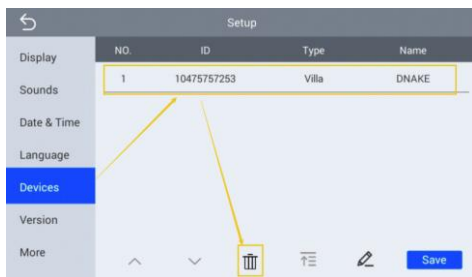 Setup
Display
Sounds
Date & Time
Language
Devices
Version
More
NO. ID Type Name
1 10475757253 Villa DNAKE
Save